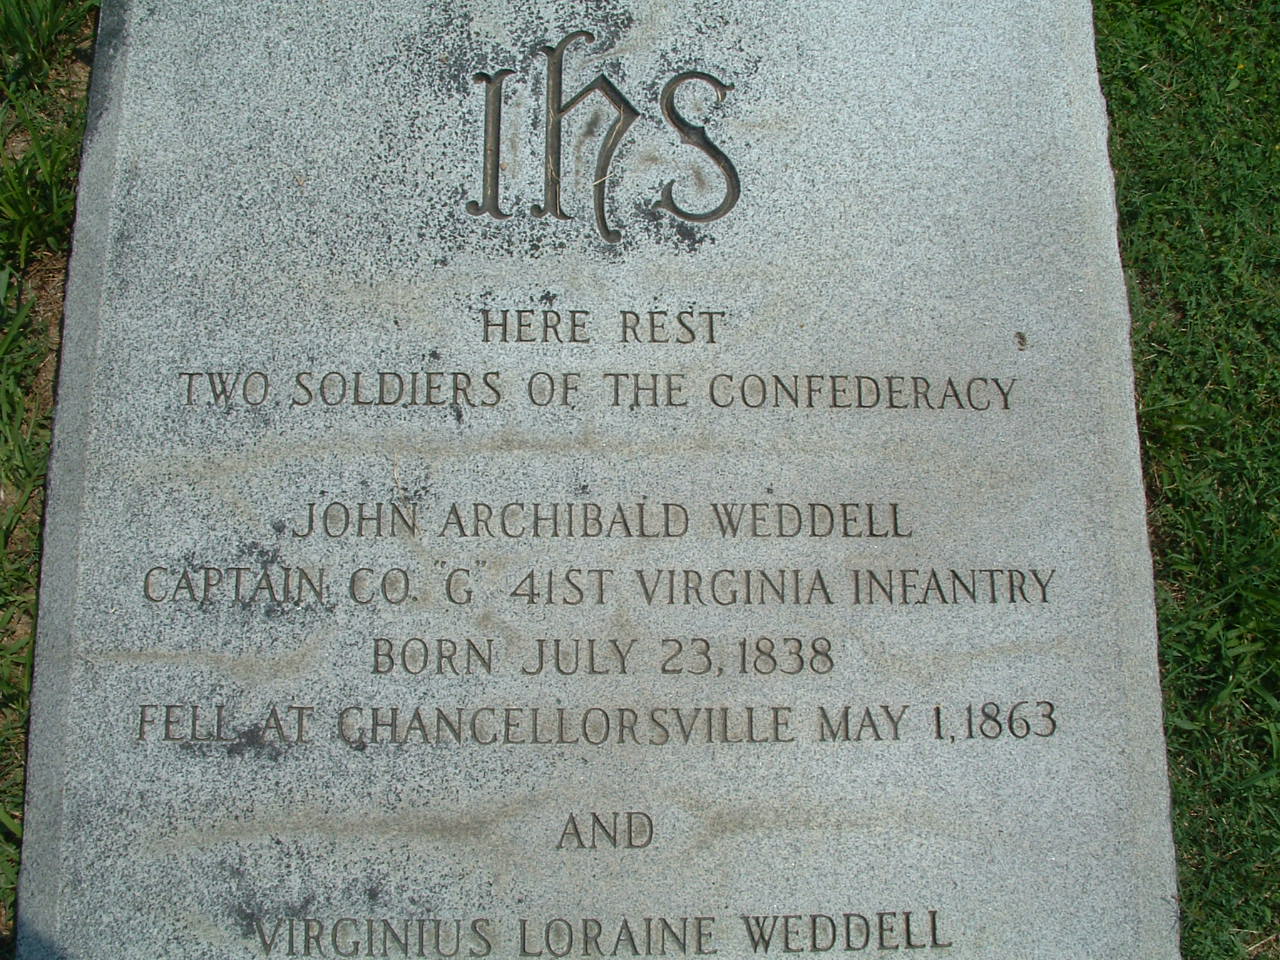 IHS
HERE REST
TWO SOLDIERS OF THE CONFEDERACY
JOHN ARCHIBALD WEDDELL
CAPTAIN CO. "G" 41ST VIRGINIA INFANTRY
BORN JULY 23, 1838
FELL AT CHANCELLORSVILLE MAY 1, 1863
AND
VIRGINIUS LORAINE WEDDELL